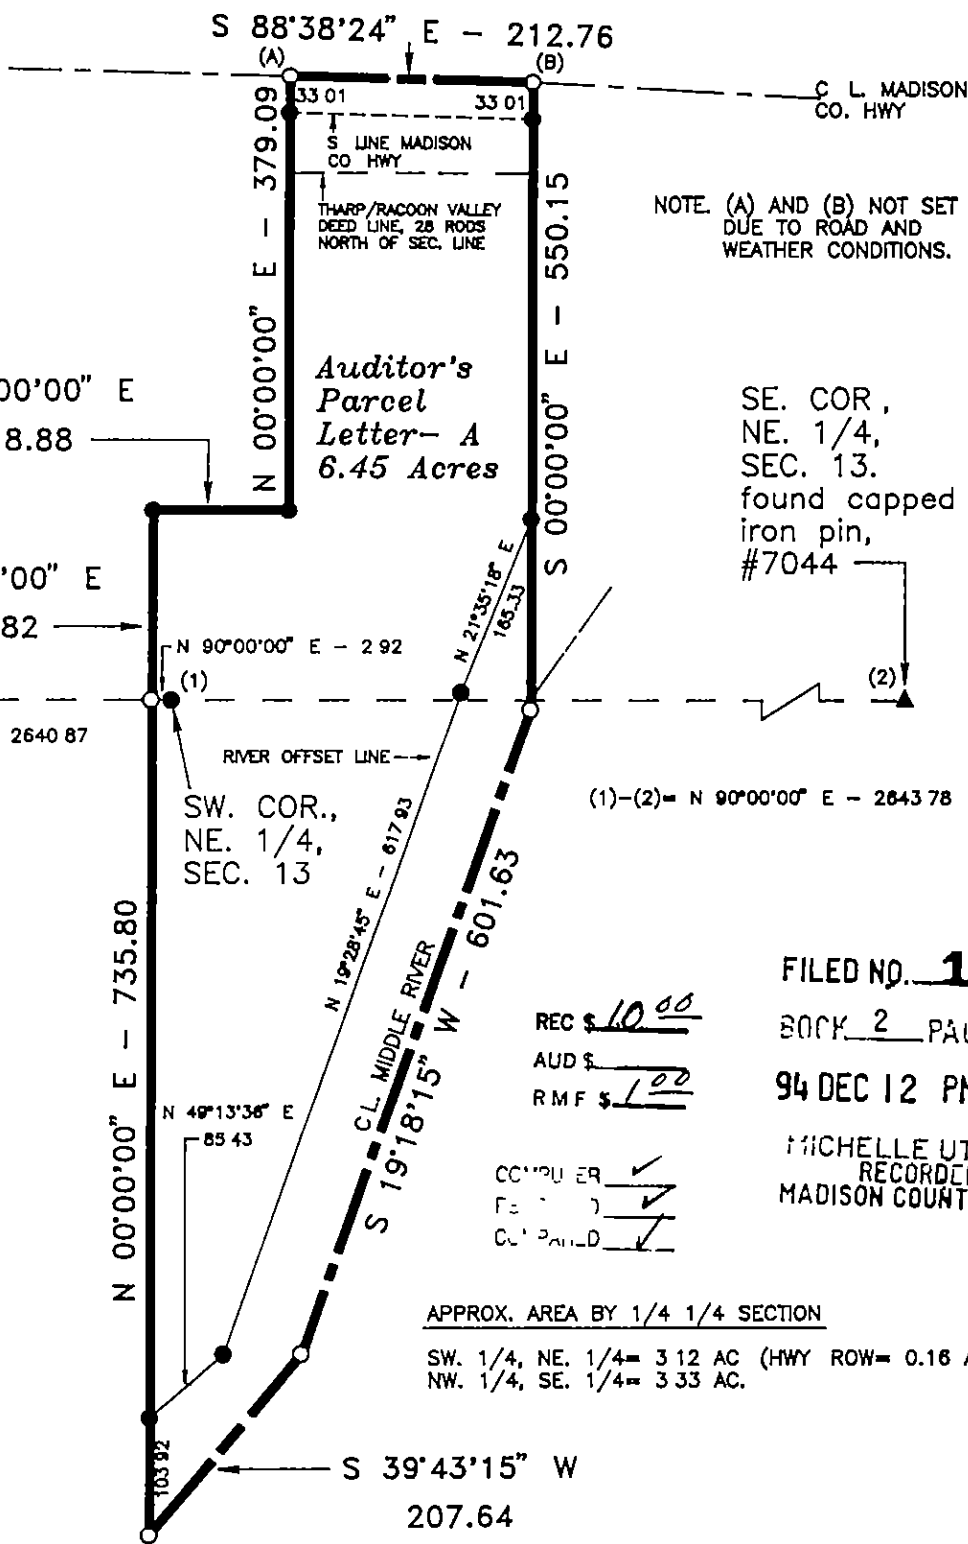 S 88°38'24" E - 212.76
(A)
(B)
33 01
33 01
C L. MADISON
CO. HWY
S LINE MADISON
CO HWY
N 00°00'00" E - 379.09
THARP/RACOON VALLEY
DEED LINE, 28 RODS
NORTH OF SEC. LINE
S 00°00'00" E - 550.15
NOTE. (A) AND (B) NOT SET
DUE TO ROAD AND
WEATHER CONDITIONS.
00'00" E
8.88
Auditor's
Parcel
Letter- A
6.45 Acres
SE. COR,
NE. 1/4,
SEC. 13.
found capped
iron pin,
#7044
'00" E
82
N 21°35'18" E
165.33
N 90°00'00" E - 2 92
(1)
(2)
2640 87
RIVER OFFSET LINE
(1)-(2)= N 90°00'00" E - 2643 78
SW. COR.,
NE. 1/4,
SEC. 13
N 19°28'45" E - 617 93
N 00°00'00" E - 735.80
CL. MIDDLE RIVER
S 19°18'15" W - 601.63
FILED NO. 1
BOOK 2 PA
REC $ 10 00
AUD $
RMF $ 1 00
94 DEC 12 PM
MICHELLE UT
RECORDE
MADISON COUNT
N 49°13'36" E
85 43
COMPUTER
COMPARED
APPROX. AREA BY 1/4 1/4 SECTION
SW. 1/4, NE. 1/4= 3 12 AC (HWY ROW= 0.16
NW. 1/4, SE. 1/4= 3 33 AC.
103 92
S 39°43'15" W
207.64